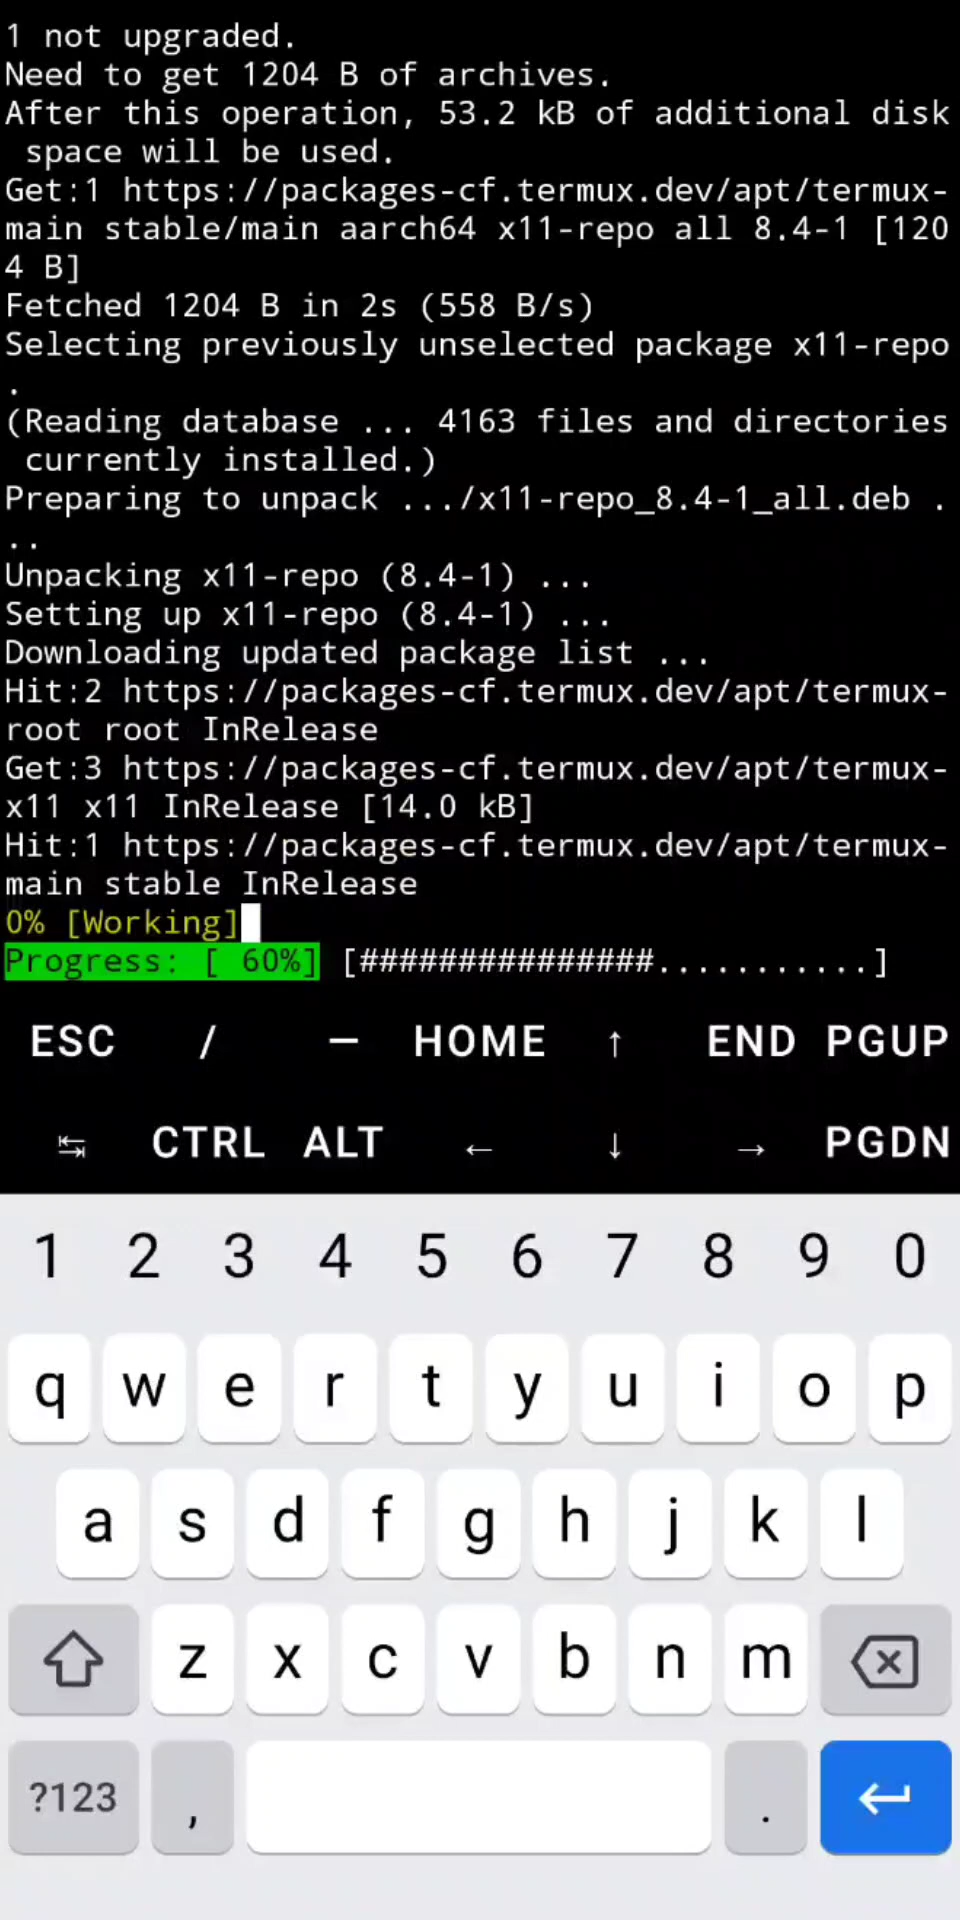 1 not upgraded.
Need to get 1204 B of archives.
After this operation, 53.2 kB of additional disk
 space will be used.
Get:1 https://packages-cf.termux.dev/apt/termux-
main stable/main aarch64 x11-repo all 8.4-1 [120
4 B]
Fetched 1204 B in 2s (558 B/s)
Selecting previously unselected package x11-repo
.
(Reading database ... 4163 files and directories
 currently installed.)
Preparing to unpack .../x11-repo_8.4-1_all.deb .
..
Unpacking x11-repo (8.4-1) ...
Setting up x11-repo (8.4-1) ...
Downloading updated package list ...
Hit:2 https://packages-cf.termux.dev/apt/termux-
root root InRelease
Get:3 https://packages-cf.termux.dev/apt/termux-
x11 x11 InRelease [14.0 kB]
Hit:1 https://packages-cf.termux.dev/apt/termux-
main stable InRelease
0% [Working]
Progress: [ 60%] [###############...........]
ESC / — HOME ↑ END PGUP
↹ CTRL ALT ← ↓ → PGDN
1 2 3 4 5 6 7 8 9 0
q w e r t y u i o p
a s d f g h j k l
z x c v b n m
?123 , .